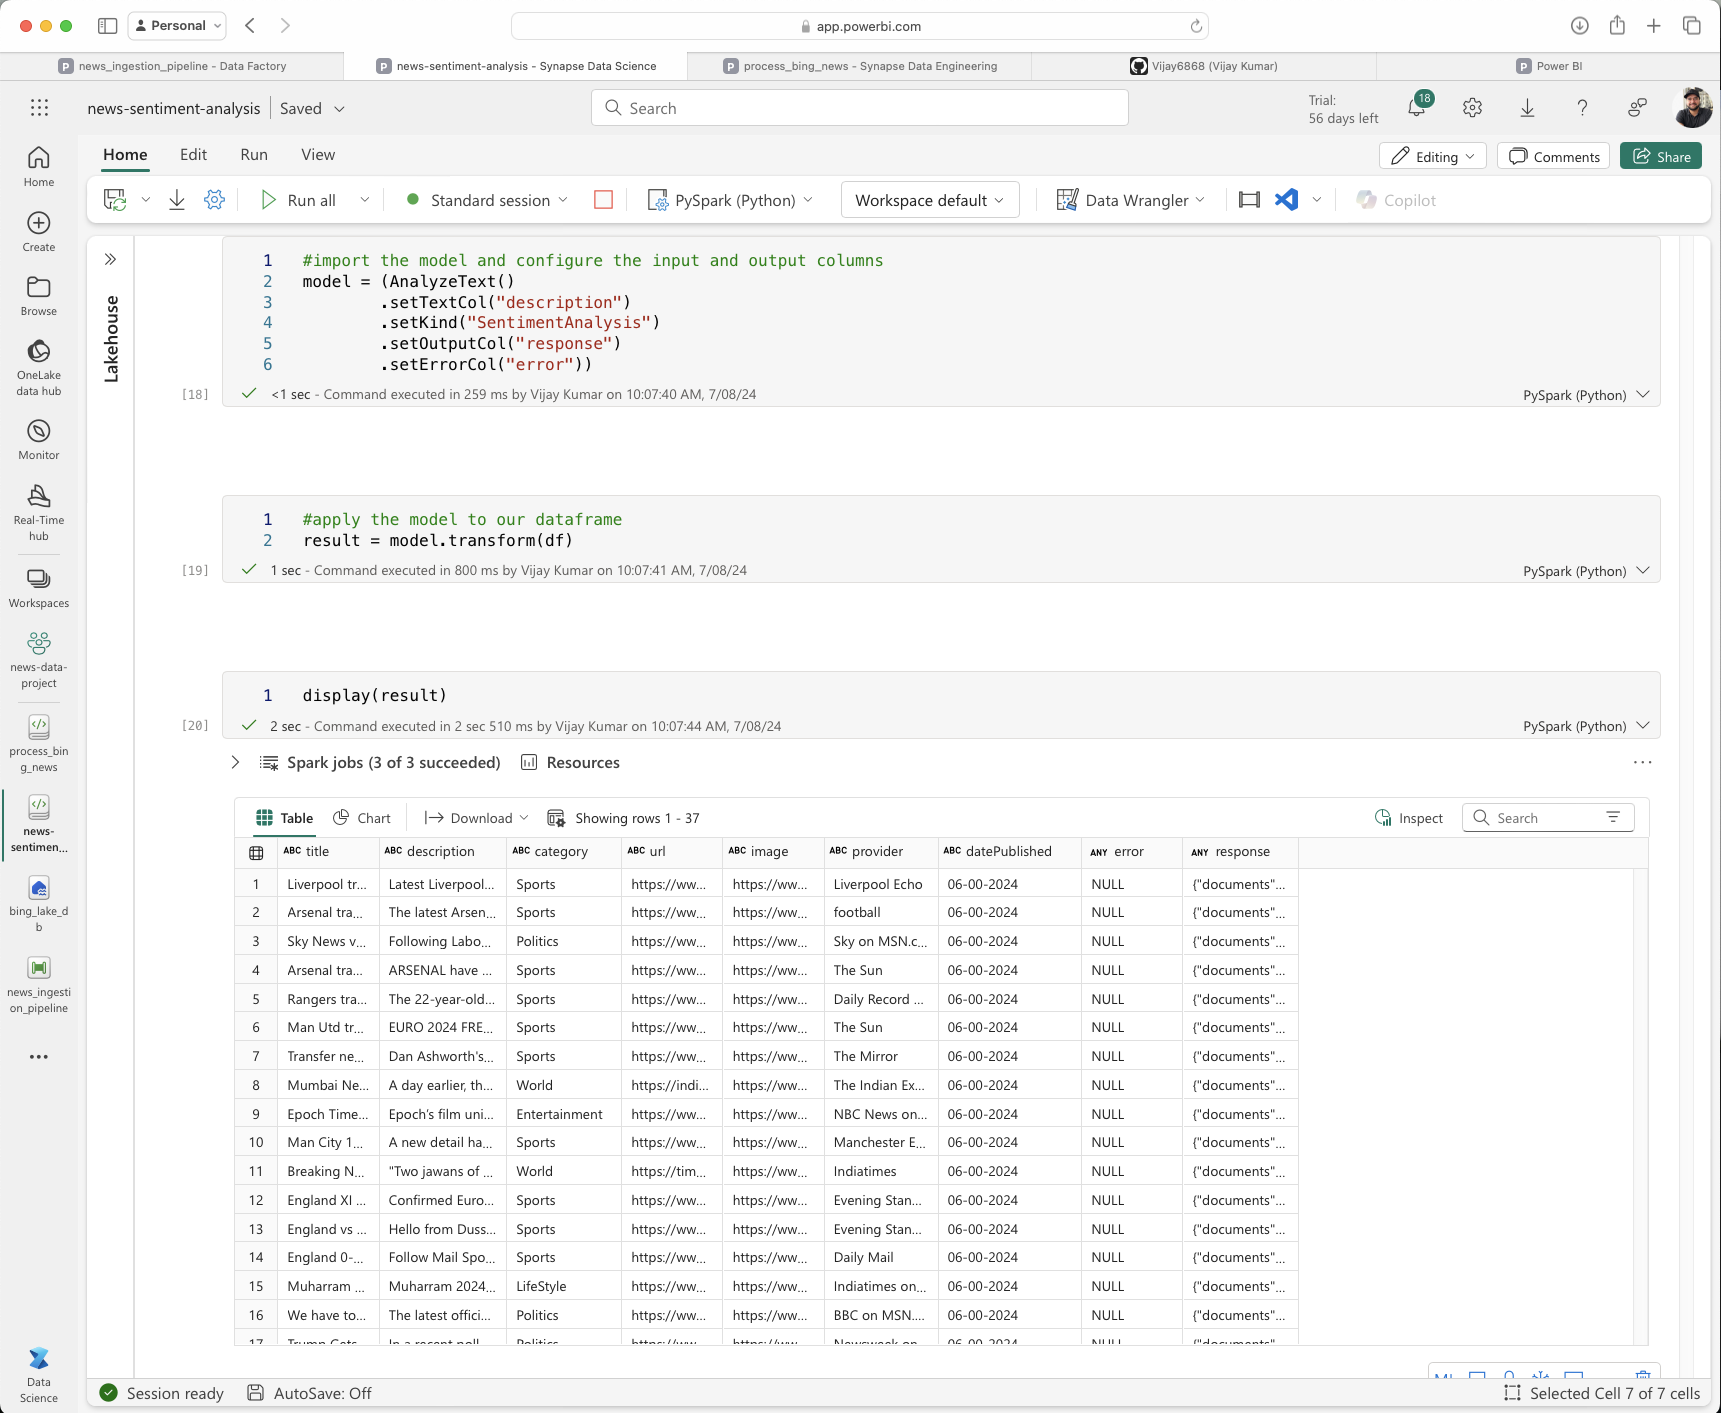 Personal
app.powerbi.com
news_ingestion_pipeline - Data Factory
news-sentiment-analysis - Synapse Data Science
process_bing_news - Synapse Data Engineering
Vijay6868 (Vijay Kumar)
Power BI
news-sentiment-analysis
Saved
Search
Trial:
56 days left
18
Home Edit Run View
Editing
Comments
Share
Run all
Standard session
PySpark (Python)
Workspace default
Data Wrangler
Copilot
Home
Create
Browse
OneLake
data hub
Monitor
Real-Time
hub
Workspaces
news-data-
project
process_bin
g_news
news-
sentimen...
bing_lake_d
b
news_ingesti
on_pipeline
Data
Science
Lakehouse
1 #import the model and configure the input and output columns
2 model = (AnalyzeText()
3 .setTextCol("description")
4 .setKind("SentimentAnalysis")
5 .setOutputCol("response")
6 .setErrorCol("error"))
[18] <1 sec - Command executed in 259 ms by Vijay Kumar on 10:07:40 AM, 7/08/24 PySpark (Python)
1 #apply the model to our dataframe
2 result = model.transform(df)
[19] 1 sec - Command executed in 800 ms by Vijay Kumar on 10:07:41 AM, 7/08/24 PySpark (Python)
1 display(result)
[20] 2 sec - Command executed in 2 sec 510 ms by Vijay Kumar on 10:07:44 AM, 7/08/24 PySpark (Python)
Spark jobs (3 of 3 succeeded) Resources
Table Chart Download Showing rows 1 - 37 Inspect Search
ABC title ABC description ABC category ABC url ABC image ABC provider ABC datePublished ANY error ANY response
1 Liverpool tr... Latest Liverpool... Sports https://ww... https://ww... Liverpool Echo 06-00-2024 NULL {"documents"...
2 Arsenal tra... The latest Arsen... Sports https://ww... https://ww... football 06-00-2024 NULL {"documents"...
3 Sky News v... Following Labo... Politics https://ww... https://ww... Sky on MSN.c... 06-00-2024 NULL {"documents"...
4 Arsenal tra... ARSENAL have ... Sports https://ww... https://ww... The Sun 06-00-2024 NULL {"documents"...
5 Rangers tra... The 22-year-old... Sports https://ww... https://ww... Daily Record ... 06-00-2024 NULL {"documents"...
6 Man Utd tr... EURO 2024 FRE... Sports https://ww... https://ww... The Sun 06-00-2024 NULL {"documents"...
7 Transfer ne... Dan Ashworth's... Sports https://ww... https://ww... The Mirror 06-00-2024 NULL {"documents"...
8 Mumbai Ne... A day earlier, th... World https://indi... https://ww... The Indian Ex... 06-00-2024 NULL {"documents"...
9 Epoch Time... Epoch's film uni... Entertainment https://ww... https://ww... NBC News on... 06-00-2024 NULL {"documents"...
10 Man City 1... A new detail ha... Sports https://ww... https://ww... Manchester E... 06-00-2024 NULL {"documents"...
11 Breaking N... "Two jawans of ... World https://tim... https://ww... Indiatimes 06-00-2024 NULL {"documents"...
12 England XI ... Confirmed Euro... Sports https://ww... https://ww... Evening Stan... 06-00-2024 NULL {"documents"...
13 England vs ... Hello from Duss... Sports https://ww... https://ww... Evening Stan... 06-00-2024 NULL {"documents"...
14 England 0-... Follow Mail Spo... Sports https://ww... https://ww... Daily Mail 06-00-2024 NULL {"documents"...
15 Muharram ... Muharram 2024... LifeStyle https://ww... https://ww... Indiatimes on... 06-00-2024 NULL {"documents"...
16 We have to... The latest offici... Politics https://ww... https://ww... BBC on MSN.... 06-00-2024 NULL {"documents"...
17 Trump Gets... In a recent poll... Politics https://ww... https://ww... Newsweek on... 06-00-2024 NULL {"documents"...
Session ready AutoSave: Off Selected Cell 7 of 7 cells